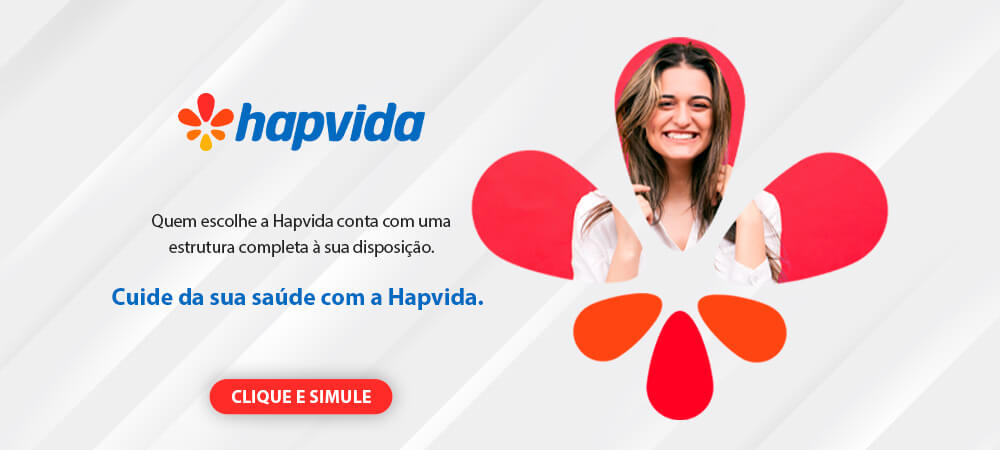 hapvida
Quem escolhe a Hapvida conta com uma
estrutura completa à sua disposição.
Cuide da sua saúde com a Hapvida.
CLIQUE E SIMULE